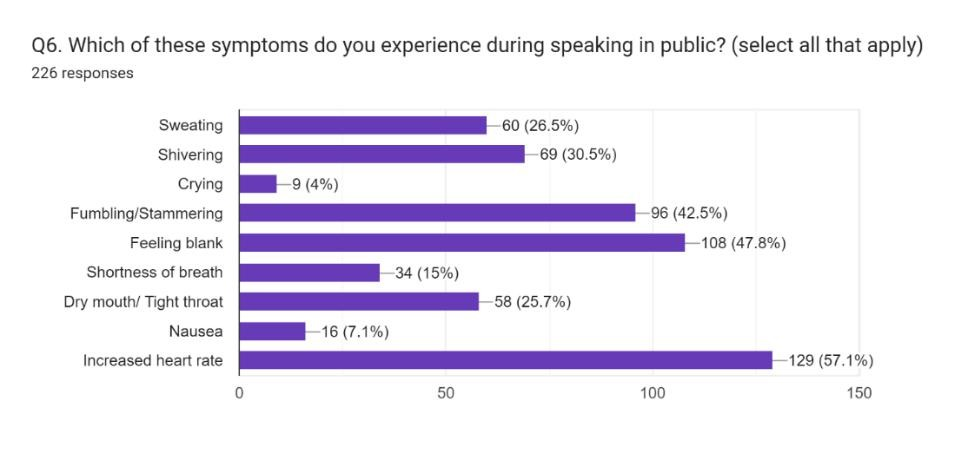 Q6. Which of these symptoms do you experience during speaking in public? (select all that apply)
226 responses
Sweating 60 (26.5%)
Shivering 69 (30.5%)
Crying 9 (4%)
Fumbling/Stammering 96 (42.5%)
Feeling blank 108 (47.8%)
Shortness of breath 34 (15%)
Dry mouth/ Tight throat 58 (25.7%)
Nausea 16 (7.1%)
Increased heart rate 129 (57.1%)
0 50 100 150